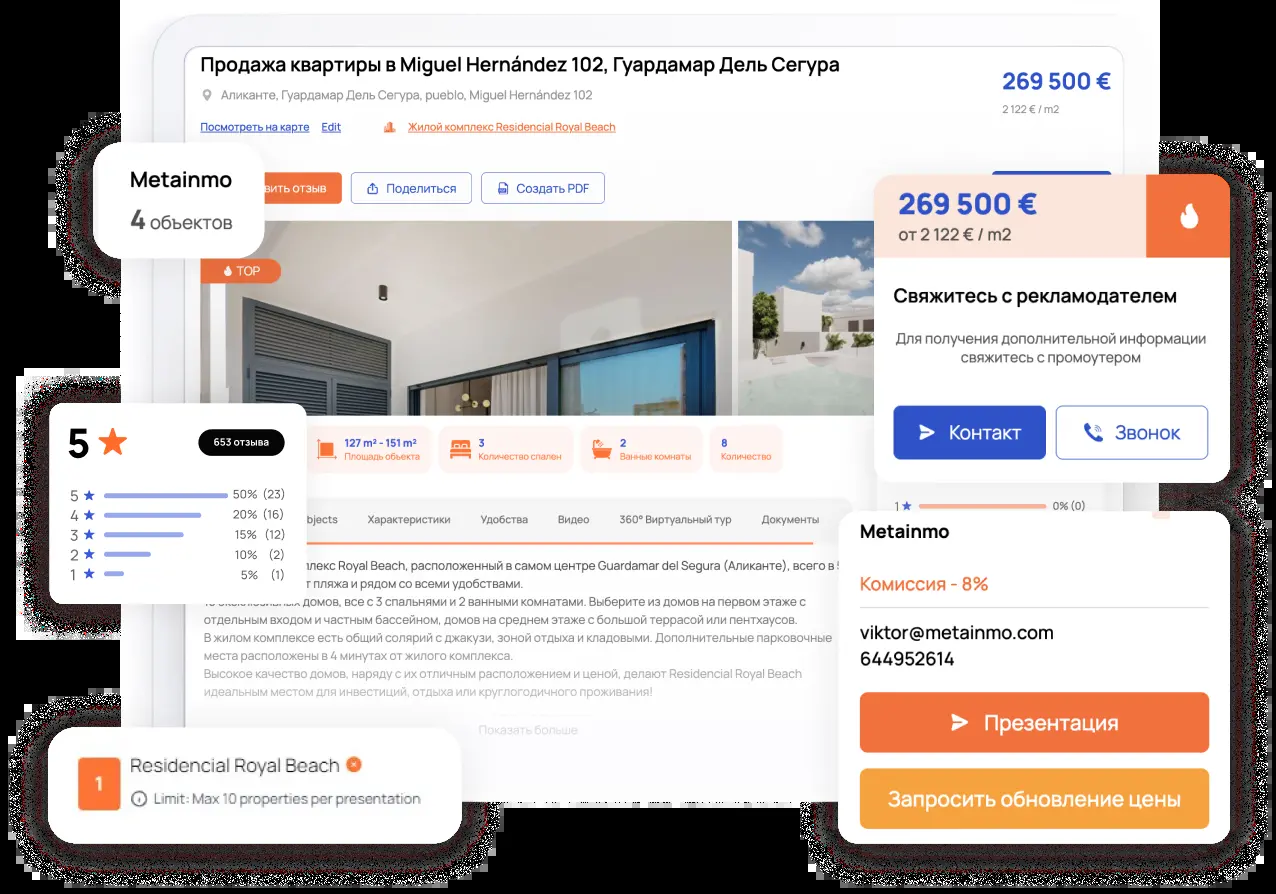 Продажа квартиры в Miguel Hernández 102, Гуардамар Дель Сегура
269 500 €
Аликанте, Гуардамар Дель Сегура, pueblo, Miguel Hernández 102
2 122 € / m2
Посмотреть на карте Edit Жилой комплекс Residencial Royal Beach
Metainmo
4 объектов
вить отзыв Поделиться Создать PDF
TOP
269 500 €
от 2 122 € / m2
Свяжитесь с рекламодателем
Для получения дополнительной информации
свяжитесь с промоутером
Контакт Звонок
5 653 отзыва
5 50% (23)
4 20% (16)
3 15% (12)
2 10% (2)
1 5% (1)
127 m² - 151 m²
Площадь объекта
3
Количество спален
2
Ванные комнаты
8
Количество
1 0% (0)
bjects Характеристики Удобства Видео 360° Виртуальный тур Документы
лекс Royal Beach, расположенный в самом центре Guardamar del Segura (Аликанте), всего в
т пляжа и рядом со всеми удобствами.
домов, все с 3 спальнями и 2 ванными комнатами. Выберите из домов на первом этаже с
отдельным входом и частным бассейном, домов на среднем этаже с большой террасой или пентхаусов.
В жилом комплексе есть общий солярий с джакузи, зоной отдыха и кладовыми. Дополнительные парковочные
места расположены в 4 минутах от жилого комплекса.
Высокое качество домов, наряду с их отличным расположением и ценой, делают Residencial Royal Beach
идеальным местом для инвестиций, отдыха или круглогодичного проживания!
Показать больше
Metainmo
Комиссия - 8%
viktor@metainmo.com
644952614
Презентация
Запросить обновление цены
1
Residencial Royal Beach
Limit: Max 10 properties per presentation